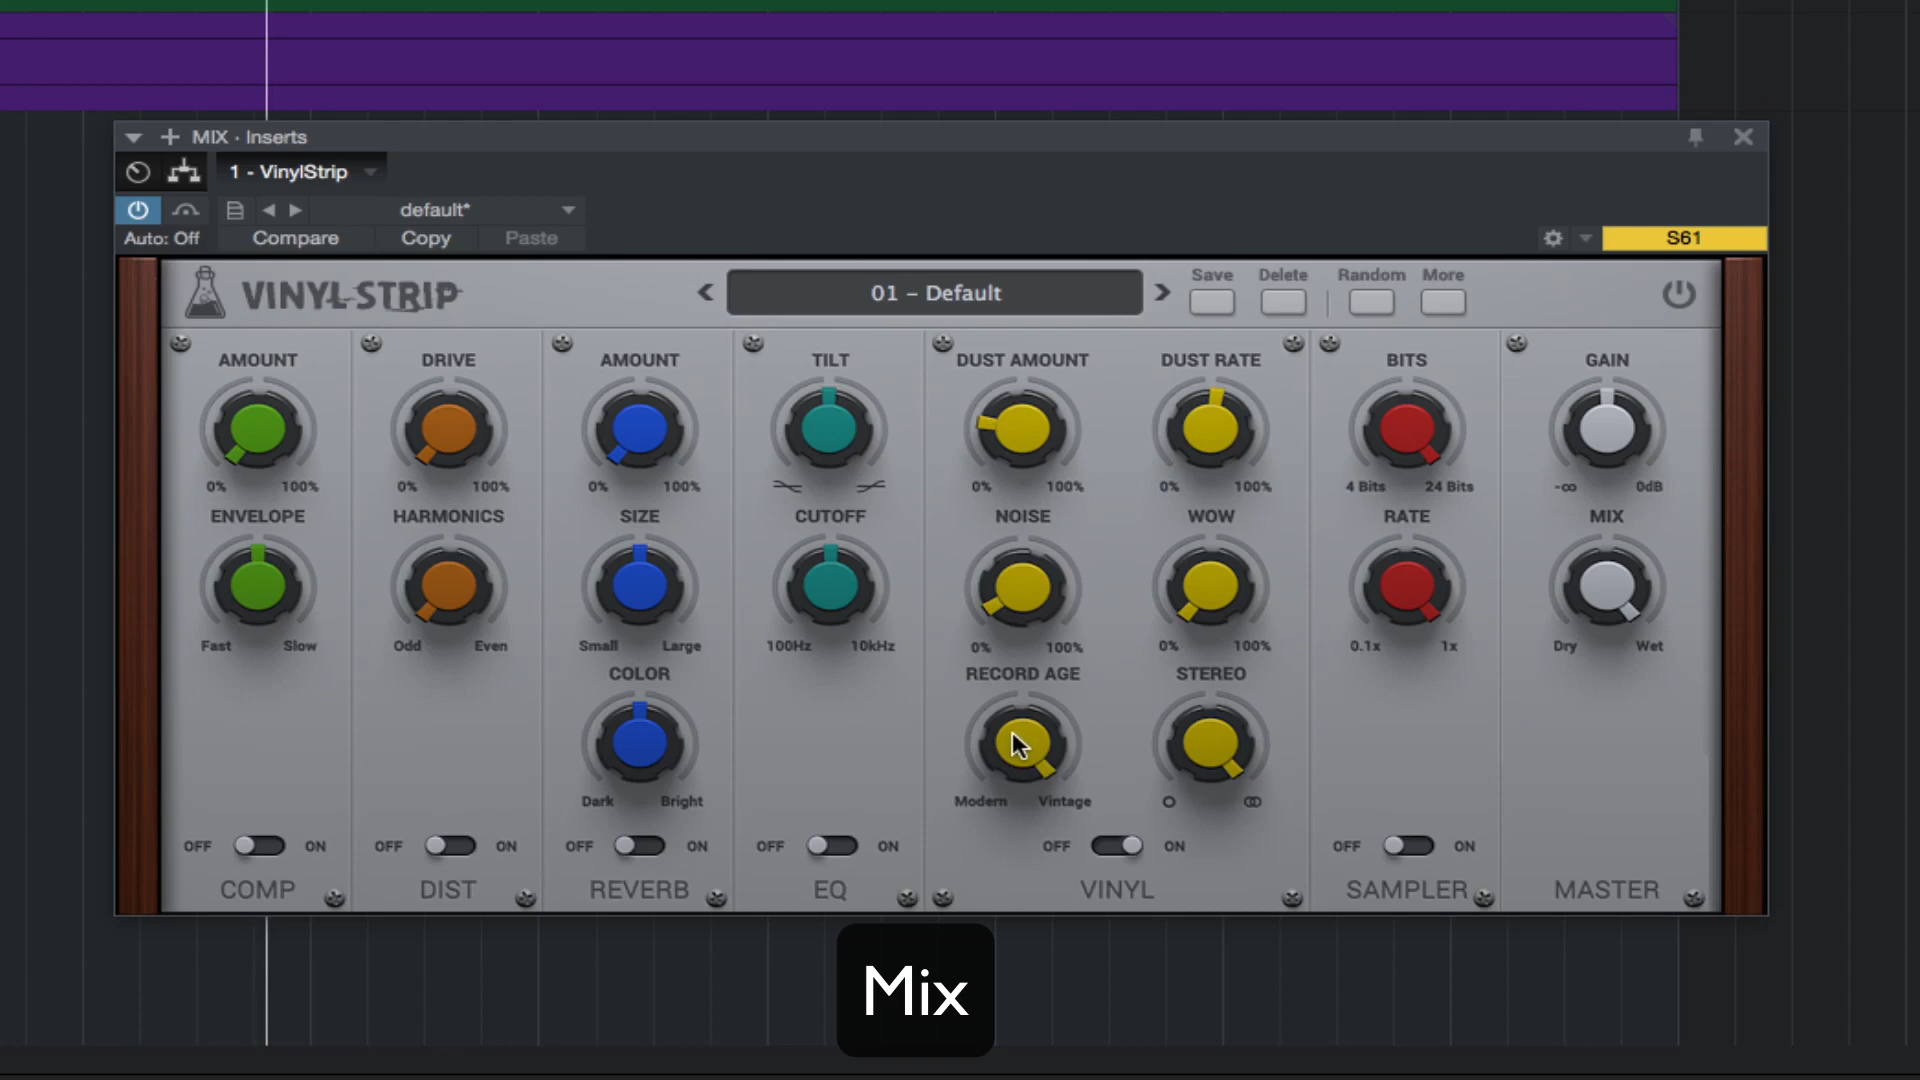 MIX · Inserts
1 - VinylStrip
default*
Auto: Off Compare Copy Paste S61
VINYL STRIP 01 – Default Save Delete Random More
AMOUNT DRIVE AMOUNT TILT DUST AMOUNT DUST RATE BITS GAIN
0% 100% 0% 100% 0% 100% 0% 100% 0% 100% 4 Bits 24 Bits -∞ 0dB
ENVELOPE HARMONICS SIZE CUTOFF NOISE WOW RATE MIX
Fast Slow Odd Even Small Large 100Hz 10kHz 0% 100% 0% 100% 0.1x 1x Dry Wet
COLOR RECORD AGE STEREO
Dark Bright Modern Vintage
OFF ON OFF ON OFF ON OFF ON OFF ON OFF ON
COMP DIST REVERB EQ VINYL SAMPLER MASTER
Mix